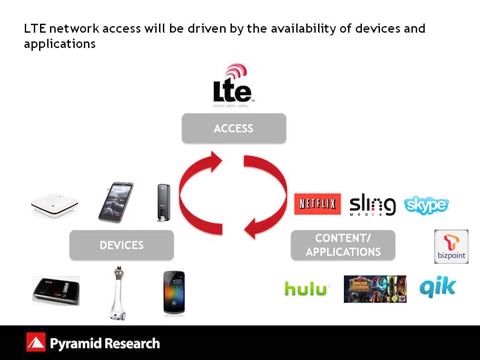 LTE network access will be driven by the availability of devices and
applications
Lte
ACCESS
NETFLIX
sling
MEDIA
skype
DEVICES
CONTENT/
APPLICATIONS
bizpoint
hulu
qik
Pyramid Research